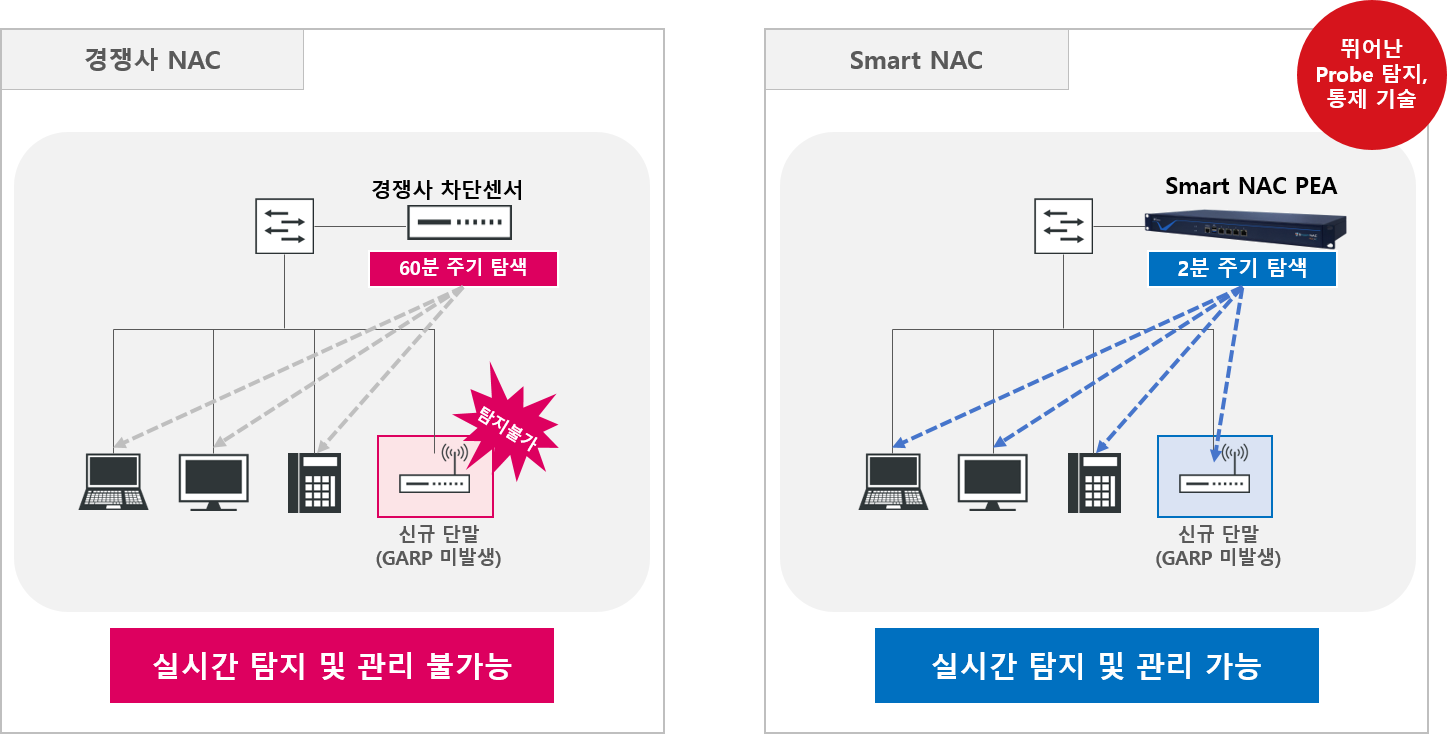 경쟁사 NAC
경쟁사 차단센서
60분 주기 탐색
탐지불가
신규 단말
(GARP 미발생)
실시간 탐지 및 관리 불가능
Smart NAC
뛰어난
Probe 탐지,
통제 기술
Smart NAC PEA
2분 주기 탐색
신규 단말
(GARP 미발생)
실시간 탐지 및 관리 가능